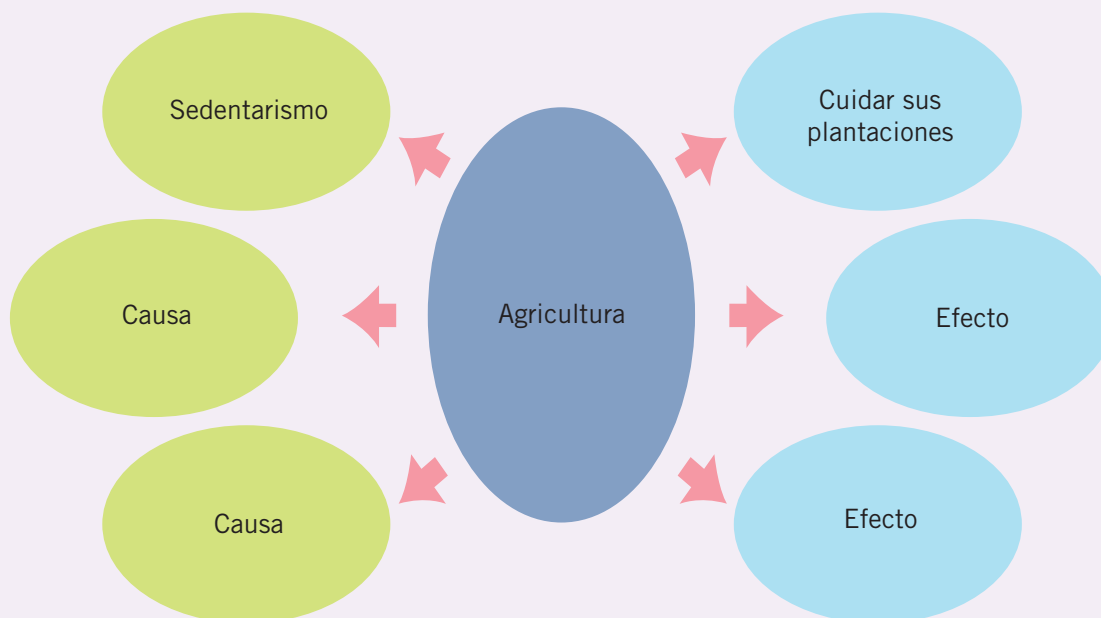 Sedentarismo
Cuidar sus
plantaciones
Causa
Agricultura
Efecto
Causa
Efecto